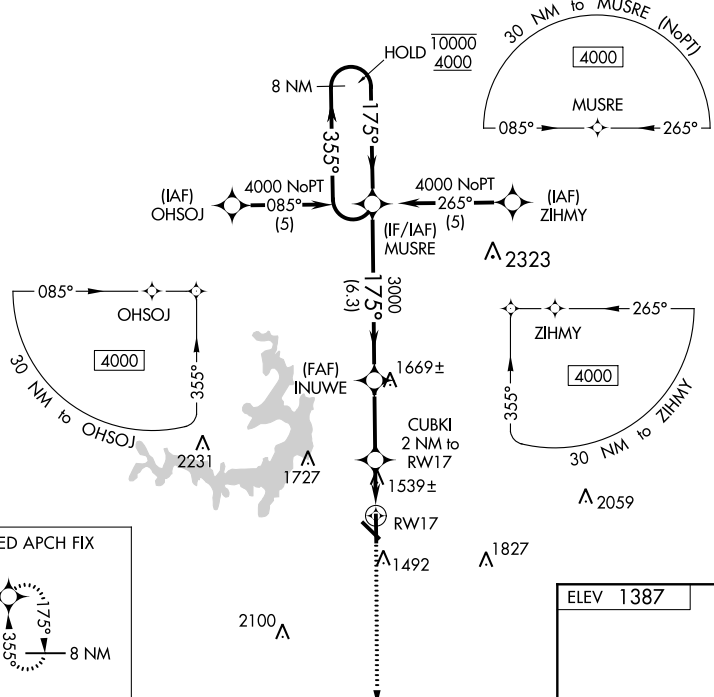 30 NM to MUSRE (NoPT)
4000
MUSRE
085°
265°
HOLD
10000
4000
8 NM
355°
175°
(IAF)
OHSOJ
4000 NoPT
085°
(5)
4000 NoPT
265°
(5)
(IAF)
ZIHMY
(IF/IAF)
MUSRE
2323
3000
175°
(6.3)
085°
OHSOJ
4000
355°
30 NM to OHSOJ
265°
ZIHMY
4000
355°
30 NM to ZIHMY
(FAF)
INUWE
1669±
CUBKI
2 NM to
RW17
2231
1727
1539±
2059
RW17
1492
1827
2100
ED APCH FIX
175°
355°
8 NM
ELEV 1387